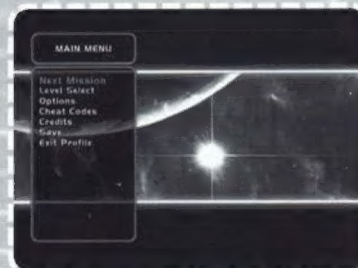 MAIN MENU
Next Mission
Level Select
Options
Cheat Codes
Credits
Save
Exit Profile